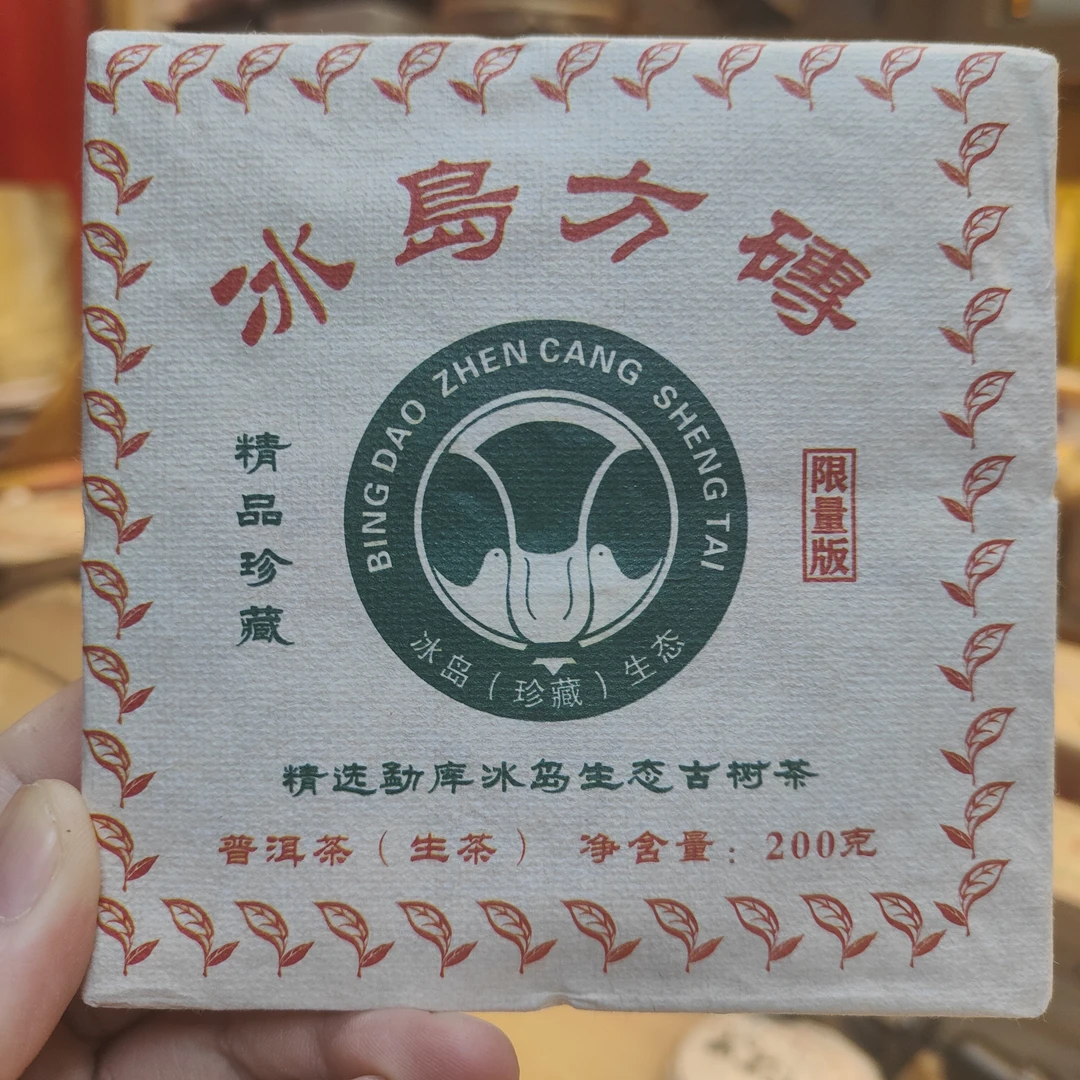 冰島方磚
BING DAO ZHEN CANG SHENG TAI
精品珍藏
限量版
冰岛(珍藏)生态
精选勐库冰岛生态古树茶
普洱茶(生茶) 净含量:200克